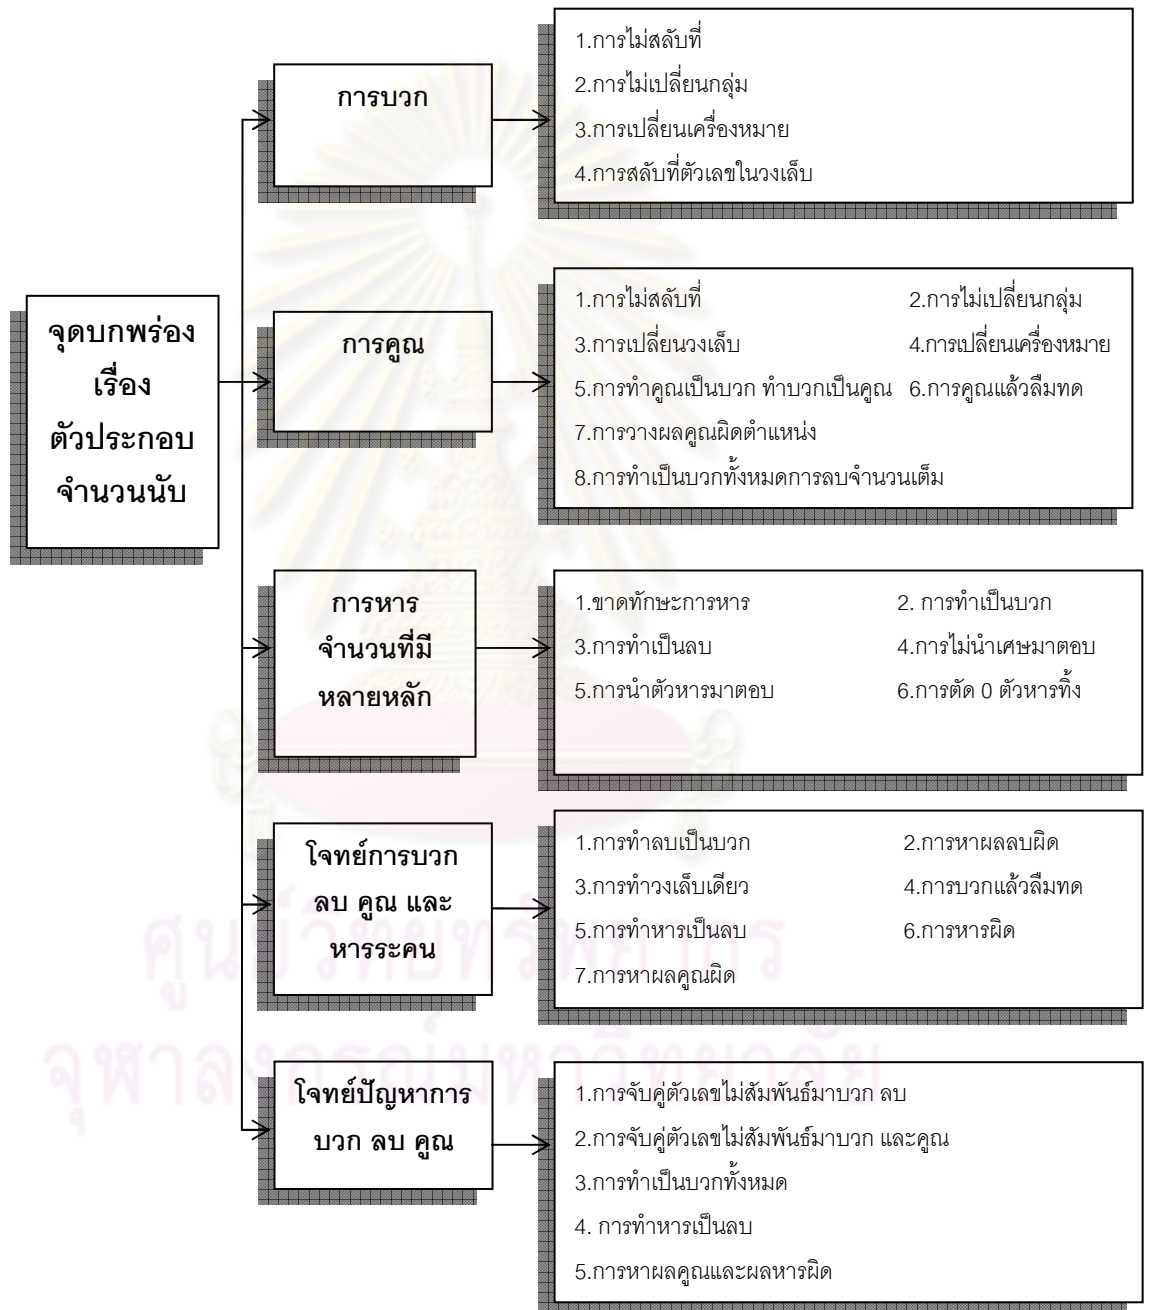 การบวก
1.การไม่สลับที่
2.การไม่เปลี่ยนกลุ่ม
3.การเปลี่ยนเครื่องหมาย
4.การสลับที่ตัวเลขในวงเล็บ
จุดบกพร่อง
เรื่อง
ตัวประกอบ
จำนวนนับ
การคูณ
1.การไม่สลับที่ 2.การไม่เปลี่ยนกลุ่ม
3.การเปลี่ยนวงเล็บ 4.การเปลี่ยนเครื่องหมาย
5.การทำคูณเป็นบวก ทำบวกเป็นคูณ 6.การคูณแล้วลืมทด
7.การวางผลคูณผิดตำแหน่ง
8.การทำเป็นบวกทั้งหมดการลบจำนวนเต็ม
การหาร
จำนวนที่มี
หลายหลัก
1.ขาดทักษะการหาร 2. การทำเป็นบวก
3.การทำเป็นลบ 4.การไม่นำเศษมาตอบ
5.การนำตัวหารมาตอบ 6.การตัด 0 ตัวหารทิ้ง
โจทย์การบวก
ลบ คูณ และ
หารระคน
1.การทำลบเป็นบวก 2.การหาผลลบผิด
3.การทำวงเล็บเดียว 4.การบวกแล้วลืมทด
5.การทำหารเป็นลบ 6.การหารผิด
7.การหาผลคูณผิด
โจทย์ปัญหาการ
บวก ลบ คูณ
1.การจับคู่ตัวเลขไม่สัมพันธ์มาบวก ลบ
2.การจับคู่ตัวเลขไม่สัมพันธ์มาบวก และคูณ
3.การทำเป็นบวกทั้งหมด
4. การทำหารเป็นลบ
5.การหาผลคูณและผลหารผิด
ศูนย์วิทยทรัพยากร
จุฬาลงกรณ์มหาวิทยาลัย